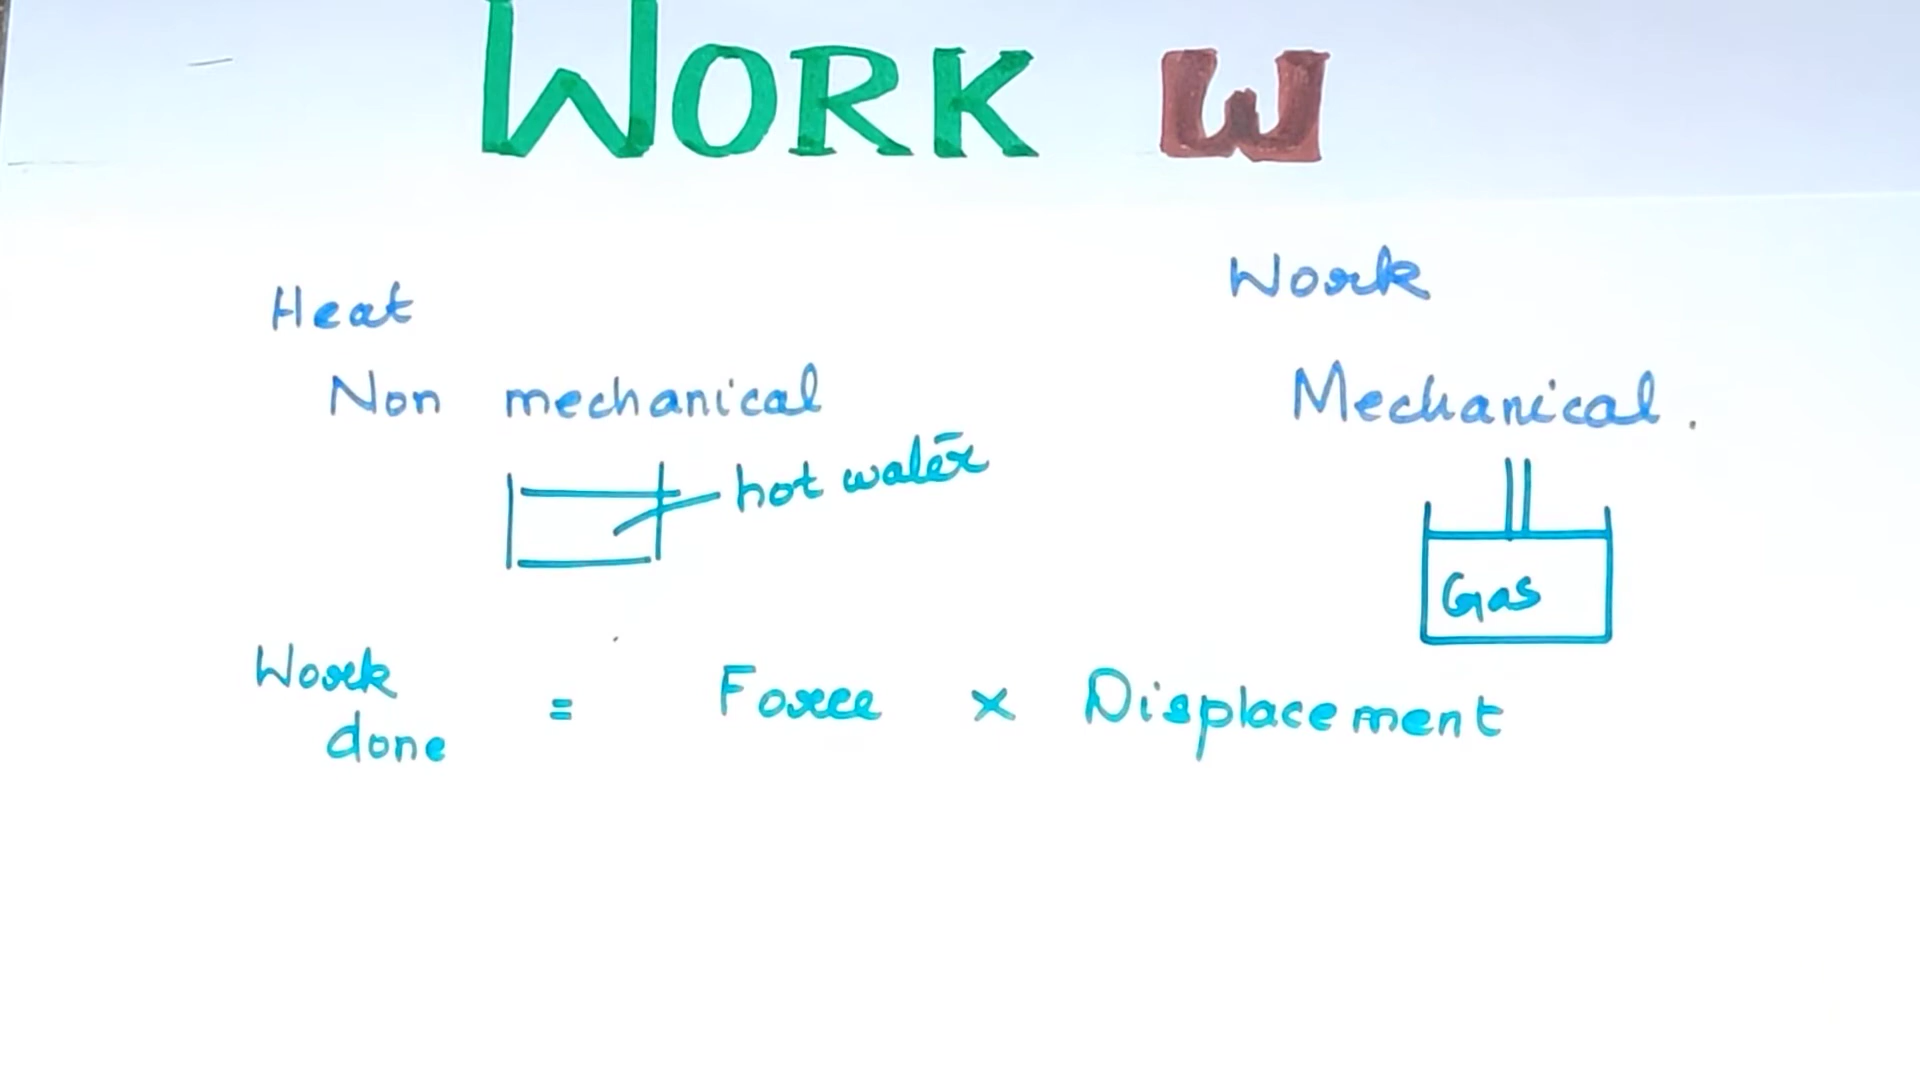 WORK W
Heat
Work
Non mechanical
Mechanical.
hot water
Gas
Work done = Force × Displacement